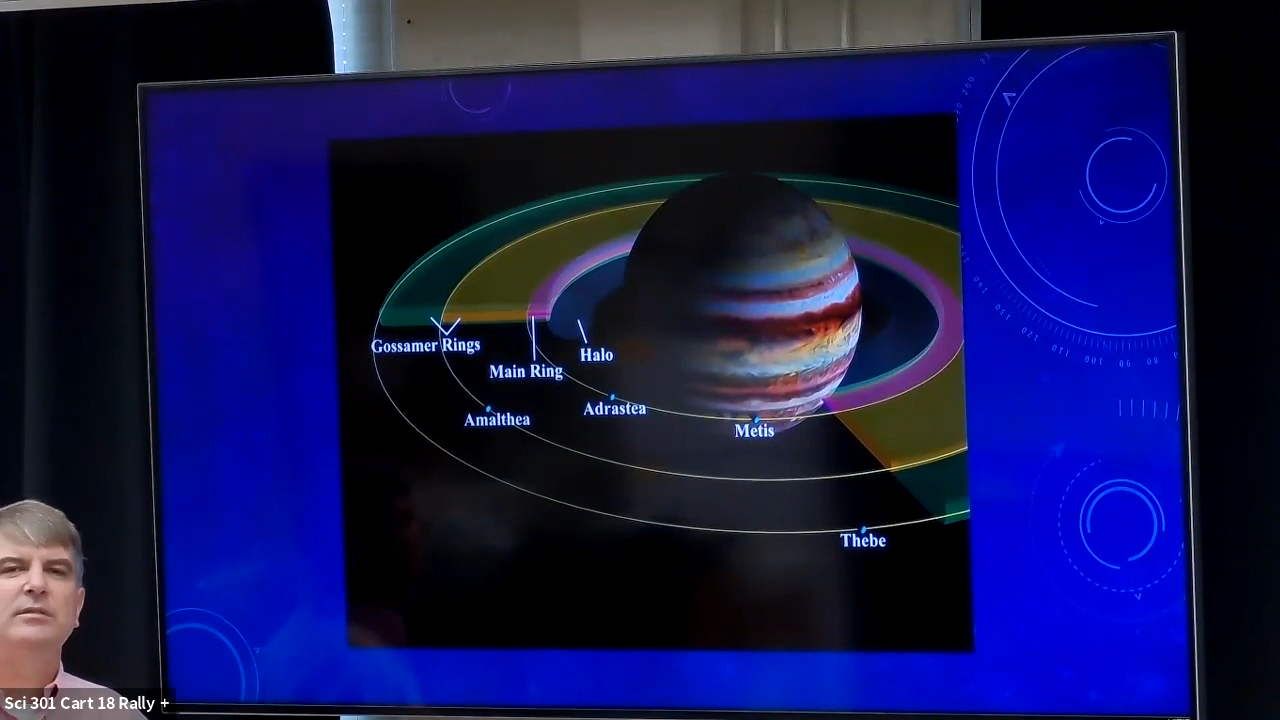 Gossamer Rings
Halo
Main Ring
Adrastea
Amalthea
Metis
Thebe
Sci 301 Cart 18 Rally +